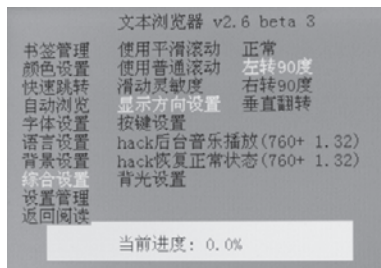 文本浏览器 v2.6 beta 3
书签管理 使用平滑滚动 正常
颜色设置 使用普通滚动 左转90度
快速跳转 滑动灵敏度 右转90度
自动浏览 显示方向设置 垂直翻转
字体设置 按键设置
语言设置 hack后台音乐播放(760+ 1.32)
背景设置 hack恢复正常状态(760+ 1.32)
综合设置 背光设置
设置管理
返回阅读
当前进度: 0.0%